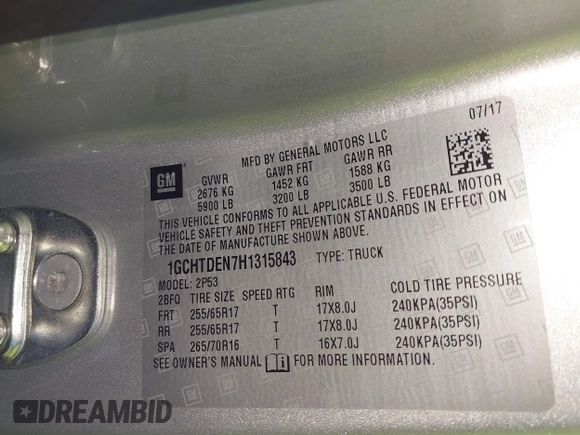 07/17
MFD BY GENERAL MOTORS LLC
GM
GVWR GAWR FRT GAWR RR
2676 KG 1452 KG 1588 KG
5900 LB 3200 LB 3500 LB
THIS VEHICLE CONFORMS TO ALL APPLICABLE U.S. FEDERAL MOTOR
VEHICLE SAFETY AND THEFT PREVENTION STANDARDS IN EFFECT ON
THE DATE OF MANUFACTURE SHOWN ABOVE.
1GCHTDEN7H1315843 TYPE: TRUCK
MODEL: 2P53
2BFQ TIRE SIZE SPEED RTG RIM COLD TIRE PRESSURE
FRT 255/65R17 T 17X8.0J 240KPA(35PSI)
RR 255/65R17 T 17X8.0J 240KPA(35PSI)
SPA 265/70R16 T 16X7.0J 240KPA(35PSI)
SEE OWNER'S MANUAL FOR MORE INFORMATION.
DREAMBID